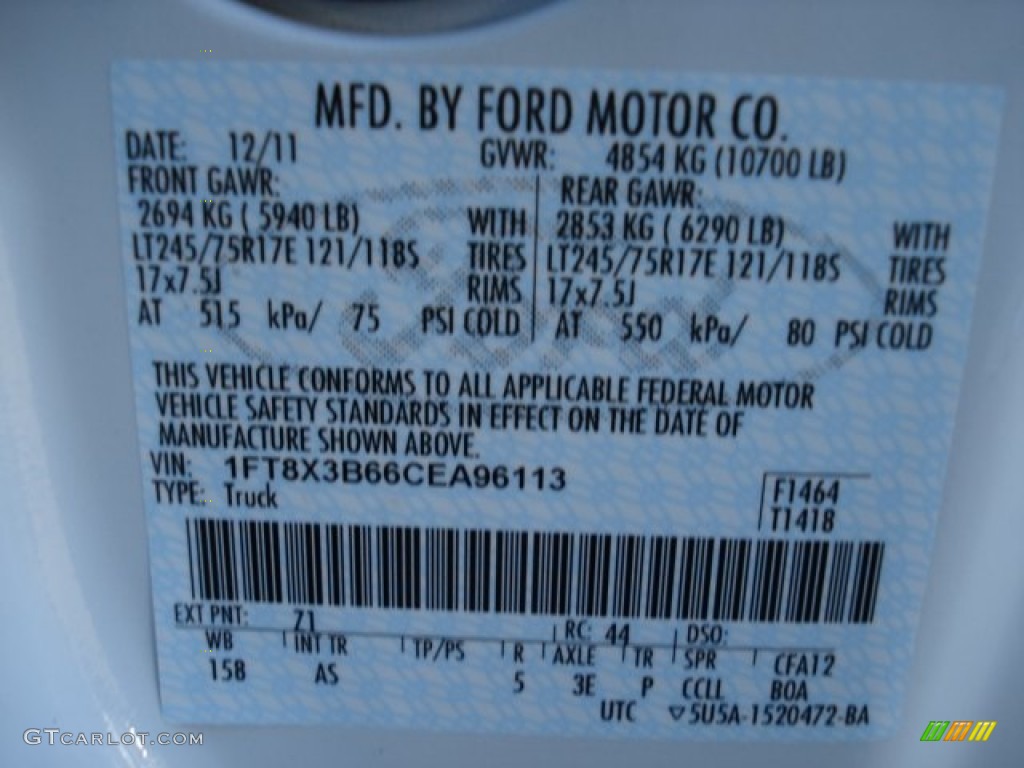 MFD. BY FORD MOTOR CO.
DATE: 12/11 GVWR: 4854 KG (10700 LB)
FRONT GAWR: REAR GAWR:
2694 KG ( 5940 LB) WITH 2853 KG ( 6290 LB) WITH
LT245/75R17E 121/118S TIRES LT245/75R17E 121/118S TIRES
17x7.5J RIMS 17x7.5J RIMS
AT 515 kPa/ 75 PSI COLD AT 550 kPa/ 80 PSI COLD
THIS VEHICLE CONFORMS TO ALL APPLICABLE FEDERAL MOTOR
VEHICLE SAFETY STANDARDS IN EFFECT ON THE DATE OF
MANUFACTURE SHOWN ABOVE.
VIN: 1FT8X3B66CEA96113
TYPE: Truck
F1464
T1418
EXT PNT: Z1 RC: 44 DSO:
WB INT TR TP/PS R AXLE TR SPR CFA12
158 AS 5 3E P CCLL BOA
UTC ▽5U5A-1520472-BA
GTCARLOT.COM